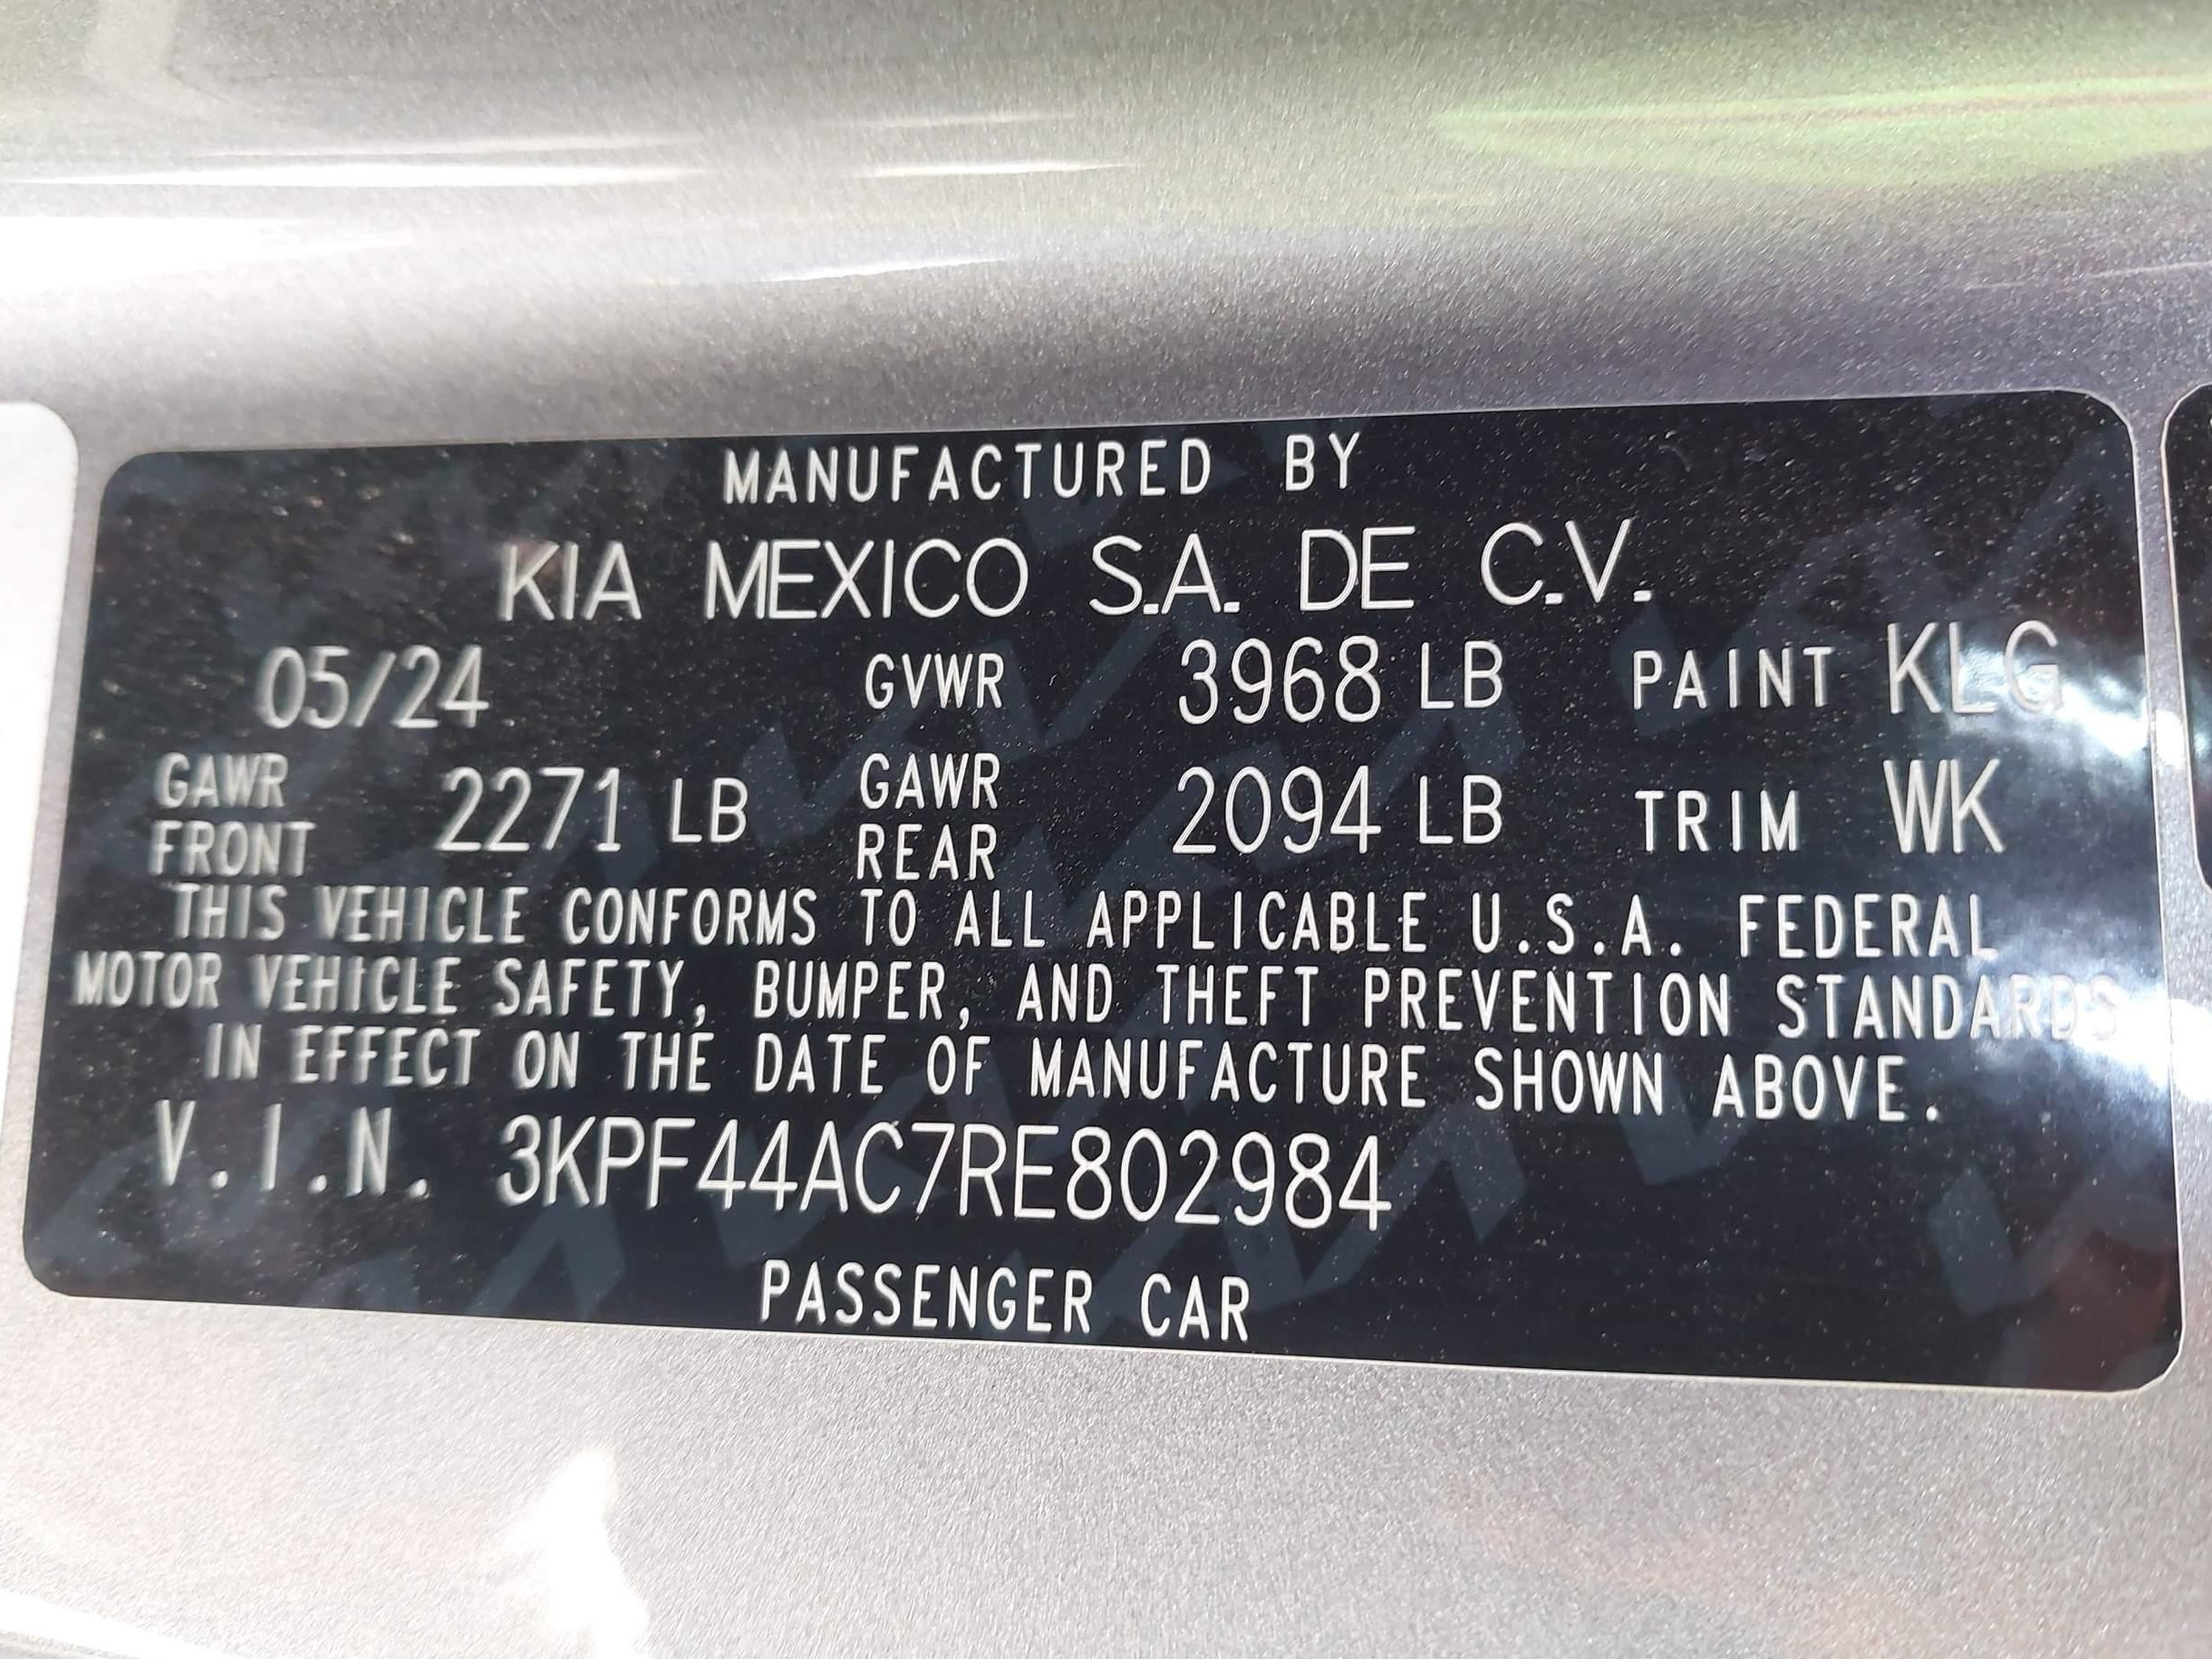 MANUFACTURED BY
KIA MEXICO S.A. DE C.V.
05/24 GVWR 3968 LB PAINT KLG
GAWR FRONT 2271 LB GAWR REAR 2094 LB TRIM WK
THIS VEHICLE CONFORMS TO ALL APPLICABLE U.S.A. FEDERAL
MOTOR VEHICLE SAFETY, BUMPER, AND THEFT PREVENTION STANDARDS
IN EFFECT ON THE DATE OF MANUFACTURE SHOWN ABOVE.
V.I.N. 3KPF44AC7RE802984
PASSENGER CAR